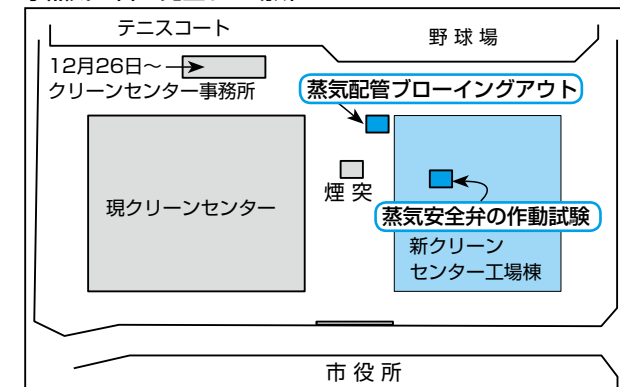 テニスコート
野球場
12月26日～
クリーンセンター事務所
蒸気配管ブローイングアウト
煙突
現クリーンセンター
蒸気安全弁の作動試験
新クリーン
センター工場棟
市役所